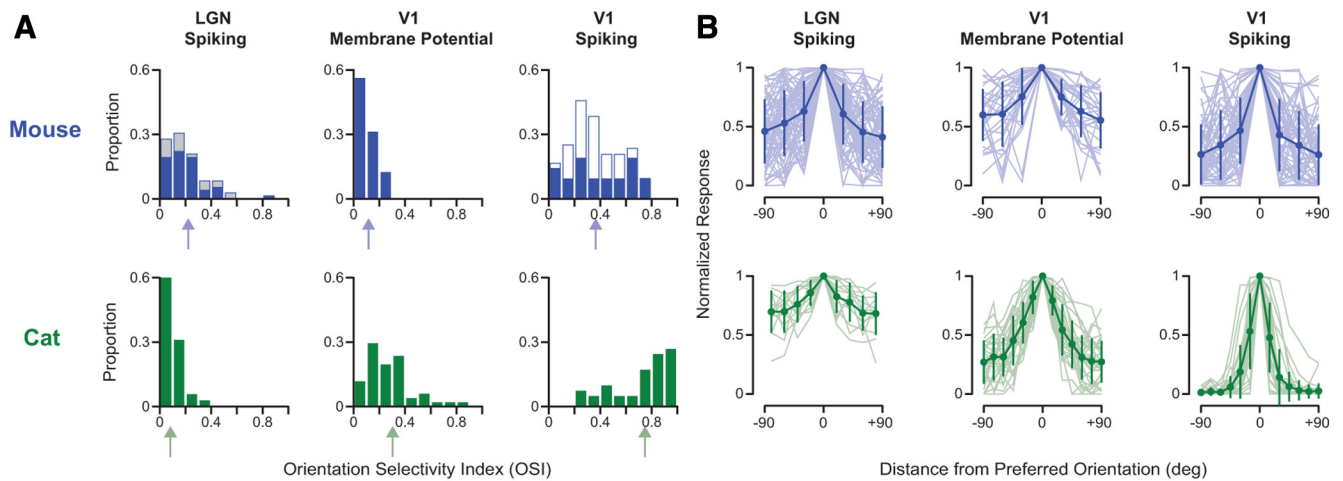 A
LGN
Spiking
V1
Membrane Potential
V1
Spiking
B
LGN
Spiking
V1
Membrane Potential
V1
Spiking
Mouse
Proportion
0.6
0.3
0
0 0.4 0.8
0.6
0.3
0
0 0.4 0.8
0.6
0.3
0
0 0.4 0.8
Cat
Proportion
0.6
0.3
0
0 0.4 0.8
0.6
0.3
0
0 0.4 0.8
0.6
0.3
0
0 0.4 0.8
Orientation Selectivity Index (OSI)
Normalized Response
1
0.5
0
-90 0 +90
1
0.5
0
-90 0 +90
1
0.5
0
-90 0 +90
1
0.5
0
-90 0 +90
1
0.5
0
-90 0 +90
1
0.5
0
-90 0 +90
Distance from Preferred Orientation (deg)